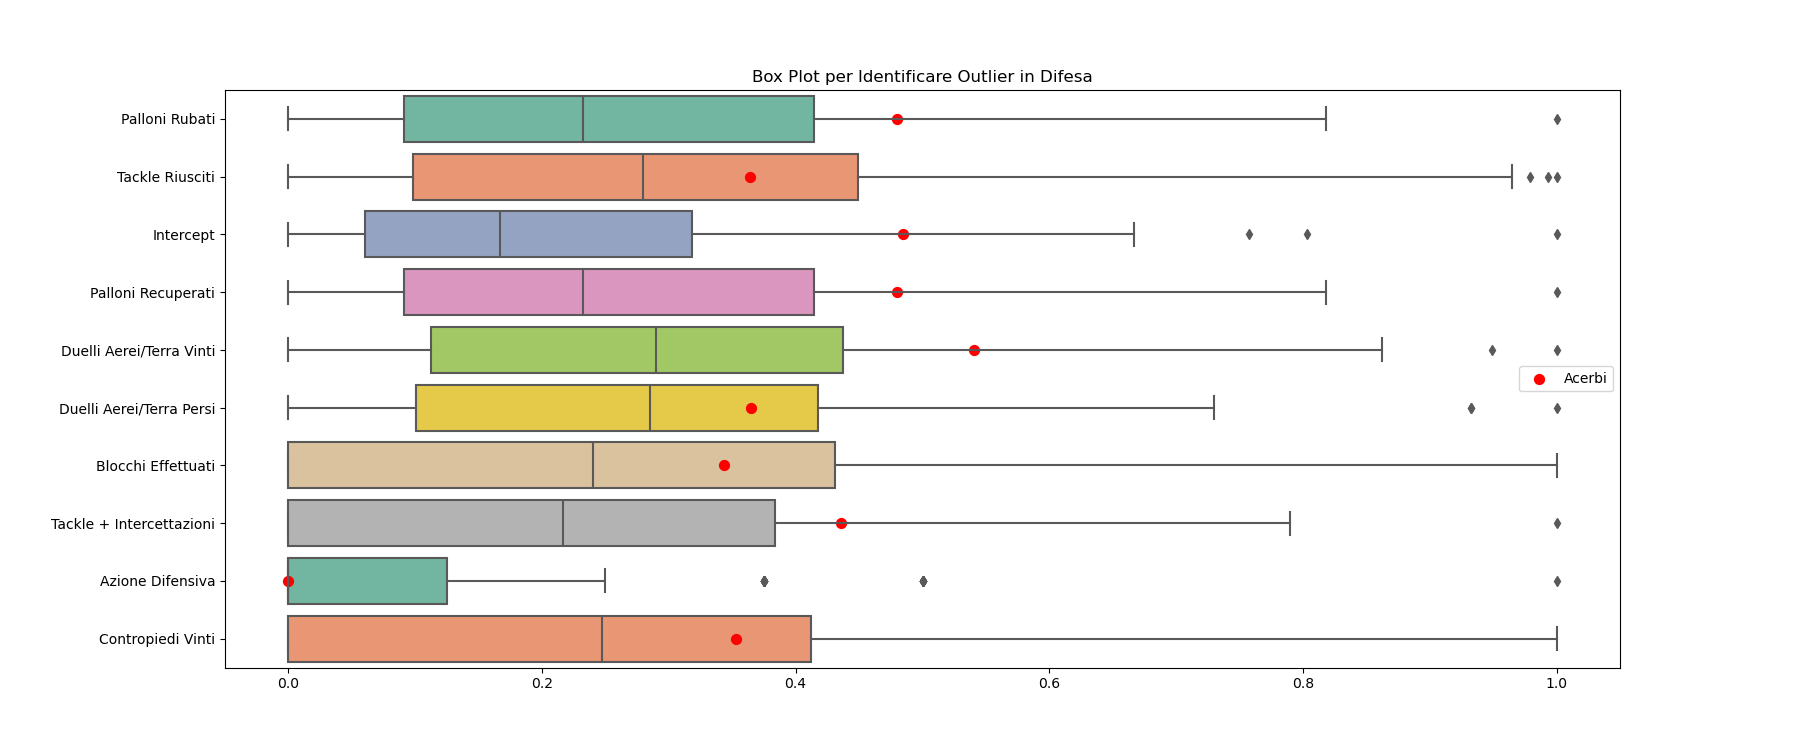 Box Plot per Identificare Outlier in Difesa
Palloni Rubati
Tackle Riusciti
Intercept
Palloni Recuperati
Duelli Aerei/Terra Vinti
Duelli Aerei/Terra Persi
Blocchi Effettuati
Tackle + Intercettazioni
Azione Difensiva
Contropiedi Vinti
Acerbi
0.0 0.2 0.4 0.6 0.8 1.0